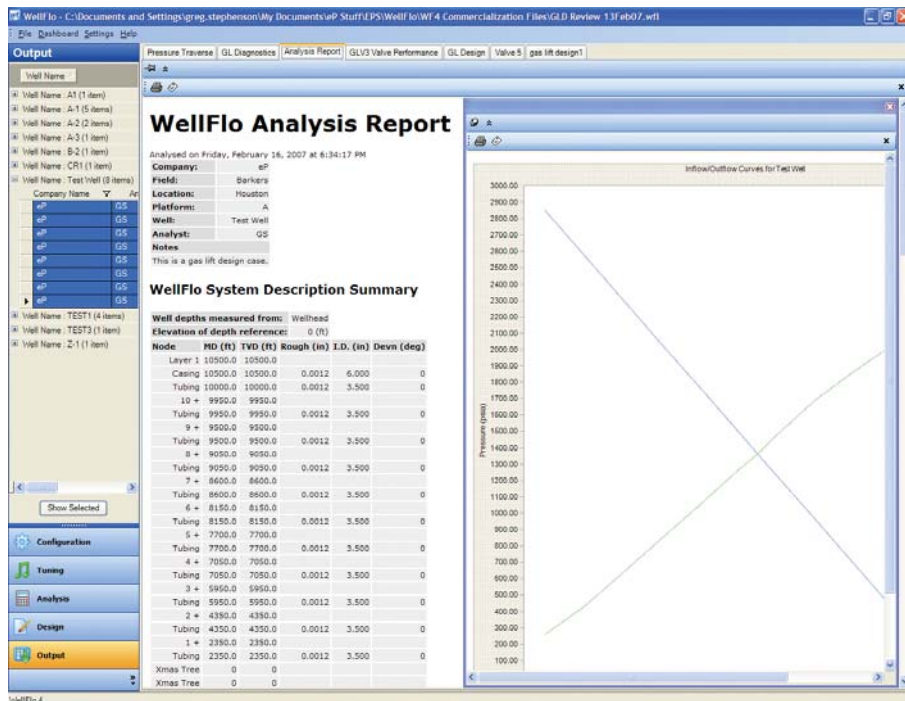 WellFlo - C:\Documents and Settings\greg.stephenson\My Documents\eP Stuff\EPS\WellFlo\WF4 Commercialization Files\GLD Review 13Feb07.wfl
File Dashboard Settings Help
Output
Well Name
Well Name : A1 (1 item)
Well Name : A-1 (5 items)
Well Name : A-2 (2 items)
Well Name : A-3 (1 item)
Well Name : B-2 (1 item)
Well Name : CR1 (1 item)
Well Name : Test Well (8 items)
Company Name An
eP GS
eP GS
eP GS
eP GS
eP GS
eP GS
eP GS
eP GS
Well Name : TEST1 (4 items)
Well Name : TEST3 (1 item)
Well Name : Z-1 (1 item)
Show Selected
Configuration
Tuning
Analysis
Design
Output
Pressure Traverse GL Diagnostics Analysis Report GLV3 Valve Performance GL Design Valve 5 gas lift design1
WellFlo Analysis Report
Analysed on Friday, February 16, 2007 at 6:34:17 PM
Company: eP
Field: Barkers
Location: Houston
Platform: A
Well: Test Well
Analyst: GS
Notes
This is a gas lift design case.
WellFlo System Description Summary
Well depths measured from: Wellhead
Elevation of depth reference: 0 (ft)
Node MD (ft) TVD (ft) Rough (in) I.D. (in) Devn (deg)
Layer 1 10500.0 10500.0
Casing 10500.0 10500.0 0.0012 6.000 0
Tubing 10000.0 10000.0 0.0012 3.500 0
10 + 9950.0 9950.0
Tubing 9950.0 9950.0 0.0012 3.500 0
9 + 9500.0 9500.0
Tubing 9500.0 9500.0 0.0012 3.500 0
8 + 9050.0 9050.0
Tubing 9050.0 9050.0 0.0012 3.500 0
7 + 8600.0 8600.0
Tubing 8600.0 8600.0 0.0012 3.500 0
6 + 8150.0 8150.0
Tubing 8150.0 8150.0 0.0012 3.500 0
5 + 7700.0 7700.0
Tubing 7700.0 7700.0 0.0012 3.500 0
4 + 7050.0 7050.0
Tubing 7050.0 7050.0 0.0012 3.500 0
3 + 5950.0 5950.0
Tubing 5950.0 5950.0 0.0012 3.500 0
2 + 4350.0 4350.0
Tubing 4350.0 4350.0 0.0012 3.500 0
1 + 2350.0 2350.0
Tubing 2350.0 2350.0 0.0012 3.500 0
Xmas Tree 0 0
Xmas Tree 0 0
Inflow/Outflow Curves for Test Well
Pressure (psia)
3000.00
2900.00
2800.00
2700.00
2600.00
2500.00
2400.00
2300.00
2200.00
2100.00
2000.00
1900.00
1800.00
1700.00
1600.00
1500.00
1400.00
1300.00
1200.00
1100.00
1000.00
900.00
800.00
700.00
600.00
500.00
400.00
300.00
200.00
100.00
WellFlo 4